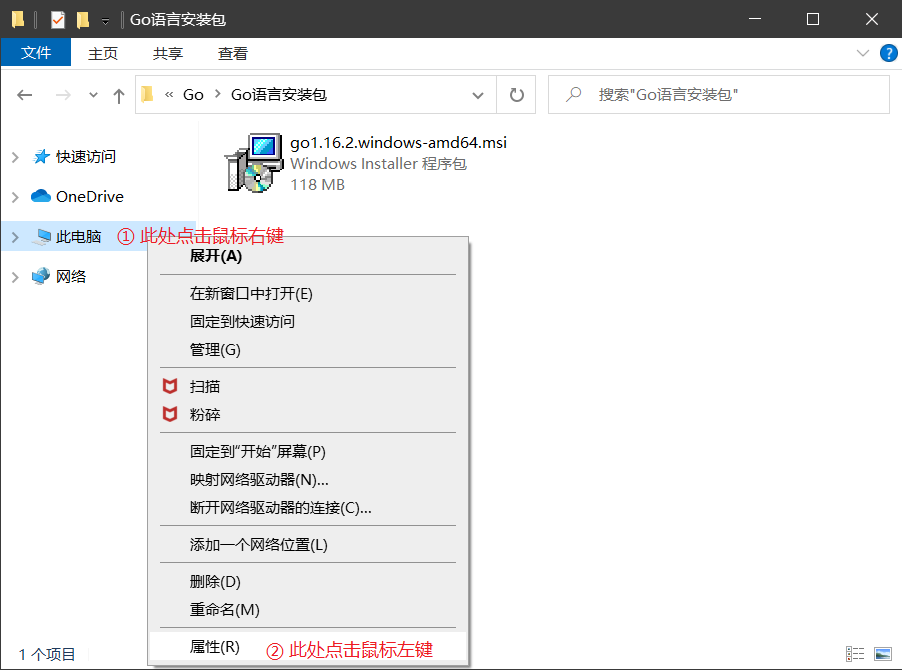 Go语言安装包
文件 主页 共享 查看
« Go › Go语言安装包 搜索"Go语言安装包"
go1.16.2.windows-amd64.msi
Windows Installer 程序包
118 MB
快速访问
OneDrive
此电脑 ① 此处点击鼠标右键
网络
展开(A)
在新窗口中打开(E)
固定到快速访问
管理(G)
扫描
粉碎
固定到"开始"屏幕(P)
映射网络驱动器(N)...
断开网络驱动器的连接(C)...
添加一个网络位置(L)
删除(D)
重命名(M)
属性(R) ② 此处点击鼠标左键
1 个项目